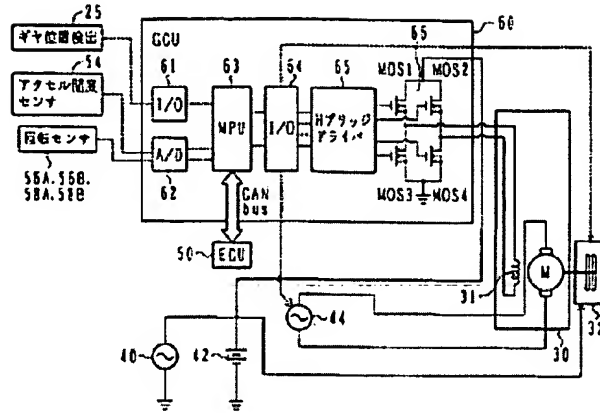 25
ギヤ位置検出
54
アクセル開度
センサ
回転センサ
56A. 56B.
58A. 58B
60
GCU
61
I/O
63
MPU
64
I/O
65
Hブリッジ
ドライバ
65
MOS1
MOS2
MOS3
MOS4
A/D
62
CAN
bus
50
ECU
44
40
42
31
M
30
32